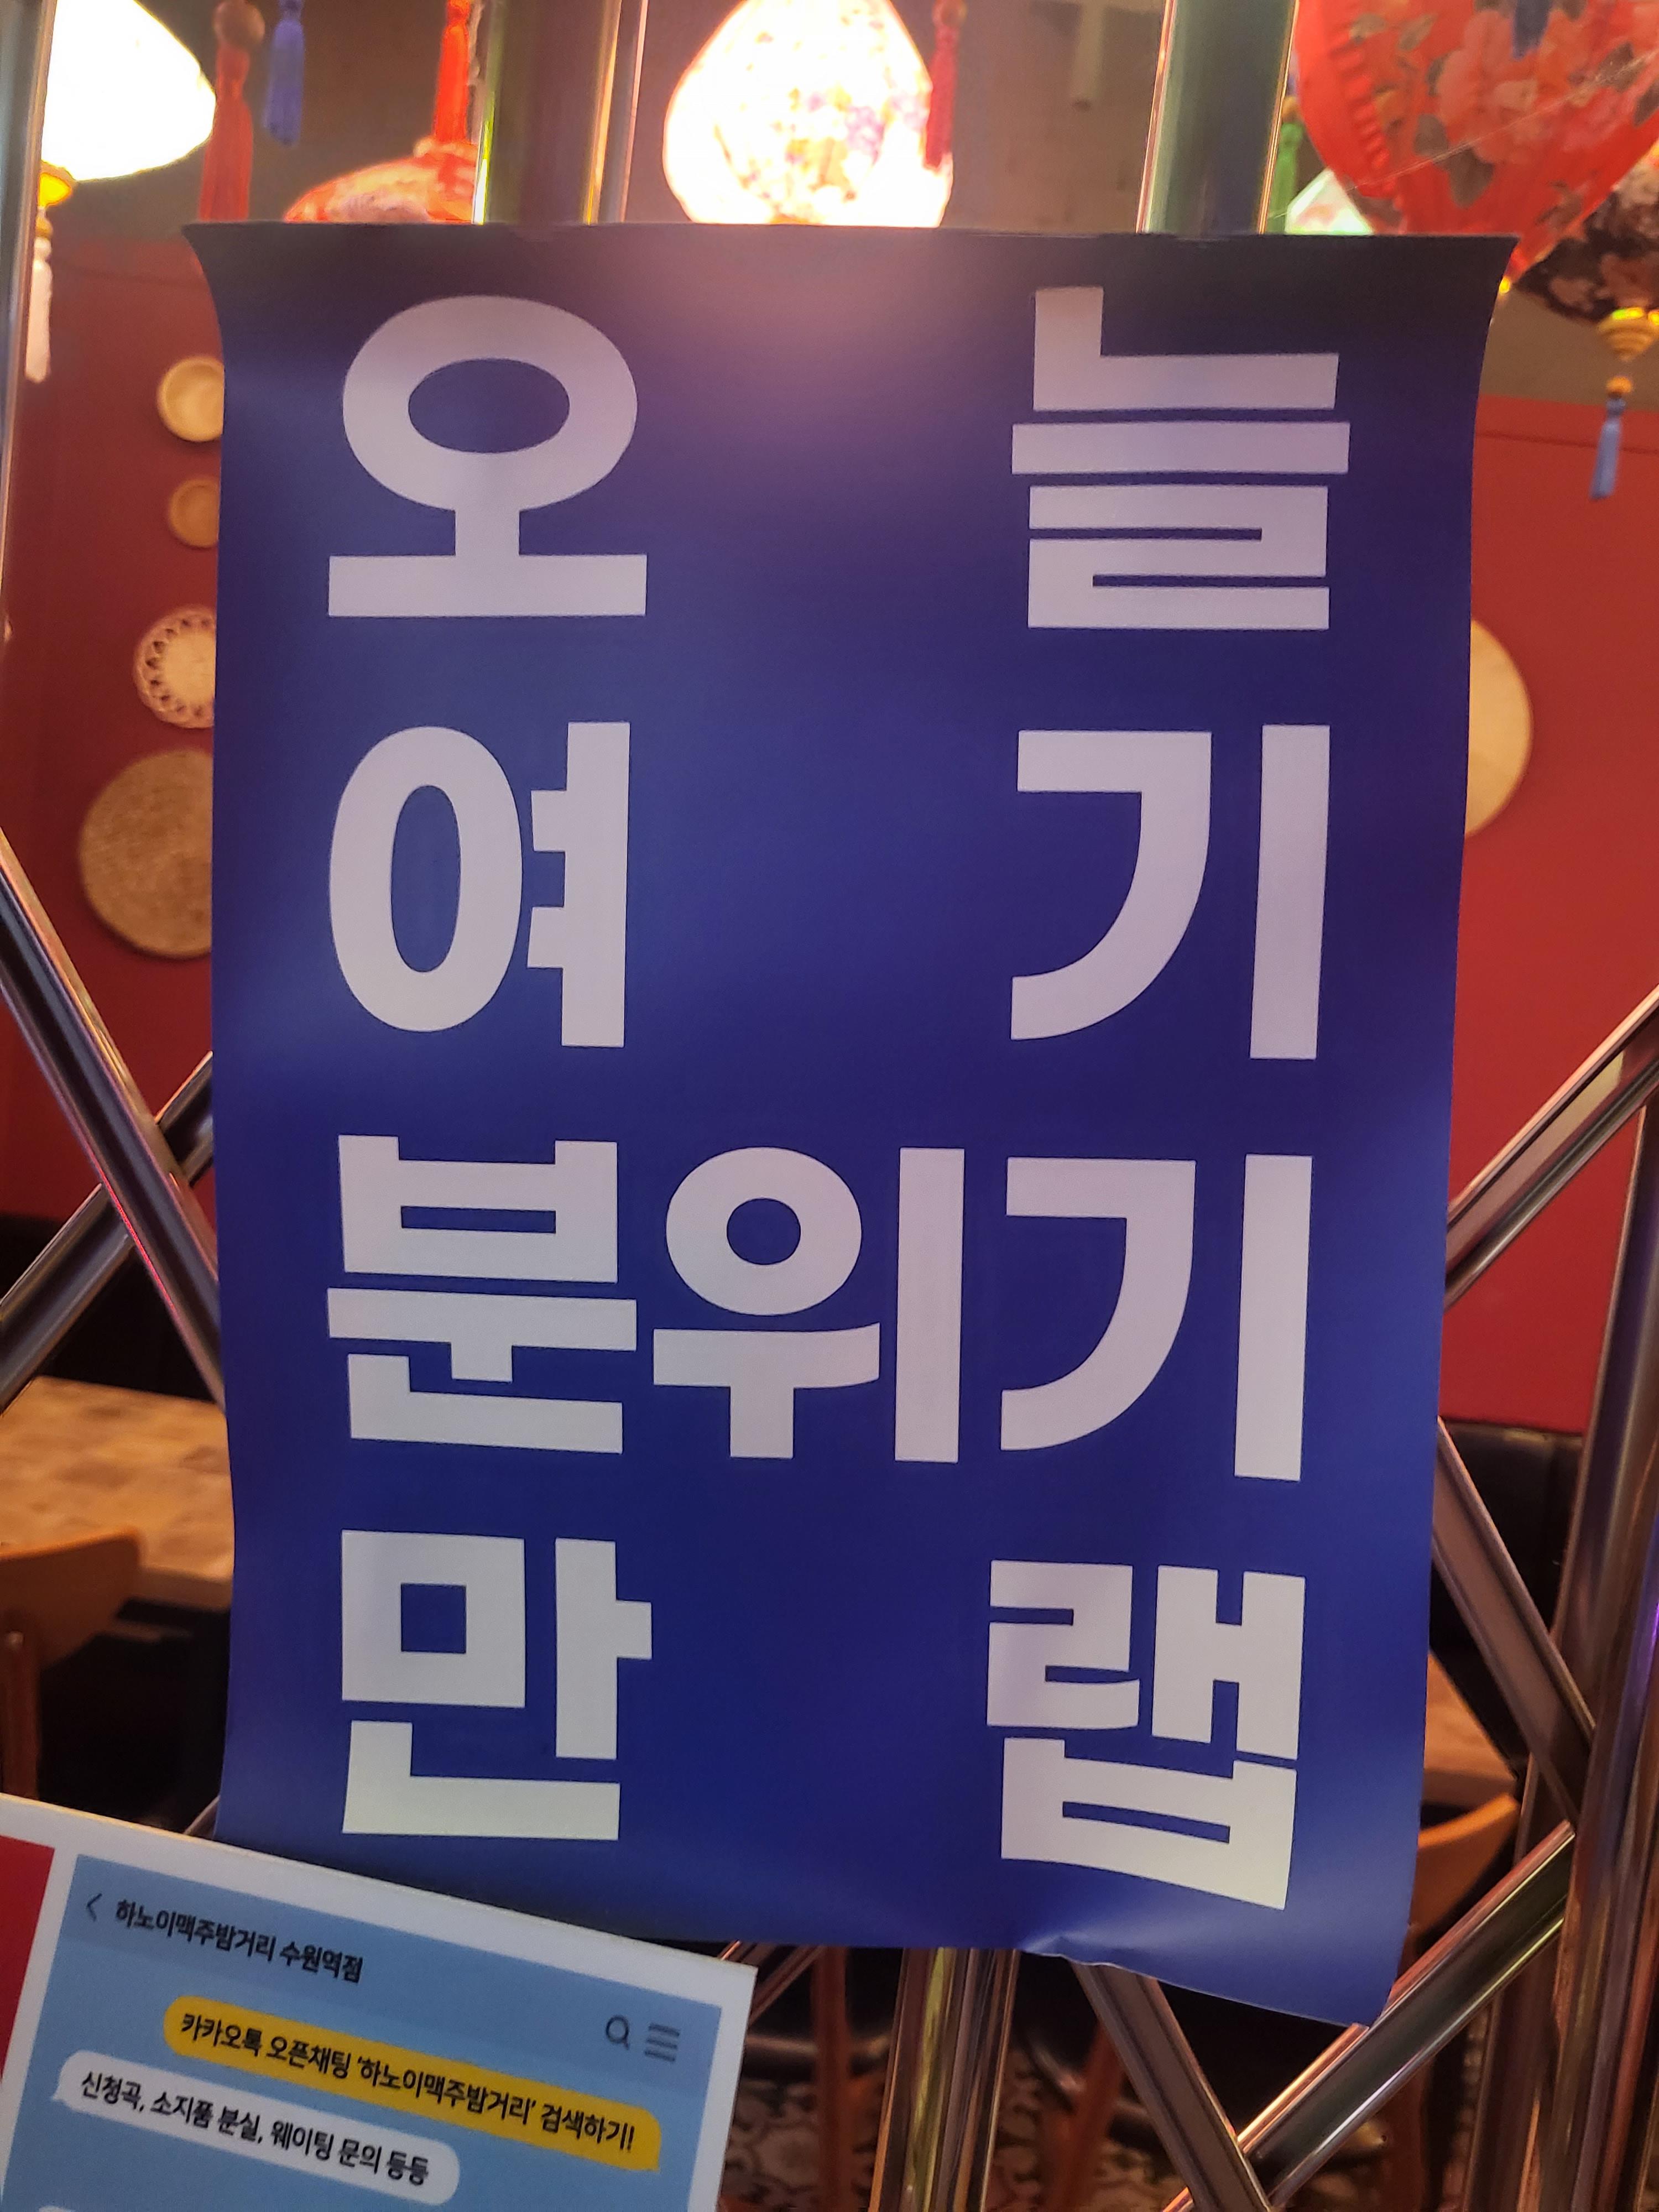 오늘
여기
분위기
만랩
하노이맥주밤거리 수원역점
카카오톡 오픈채팅 '하노이맥주밤거리' 검색하기!
신청곡, 소지품 분실, 웨이팅 문의 등등